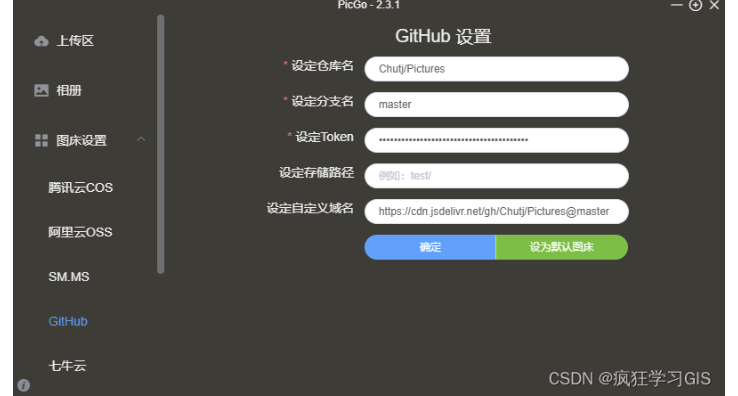 PicGo - 2.3.1
上传区
相册
图床设置
腾讯云COS
阿里云OSS
SM.MS
GitHub
七牛云
GitHub 设置
* 设定仓库名 Chutj/Pictures
* 设定分支名 master
* 设定Token ••••••••••••••••••••••••••••••••••••••••
设定存储路径 例如：test/
设定自定义域名 https://cdn.jsdelivr.net/gh/Chutj/Pictures@master
确定 设为默认图床
CSDN @疯狂学习GIS